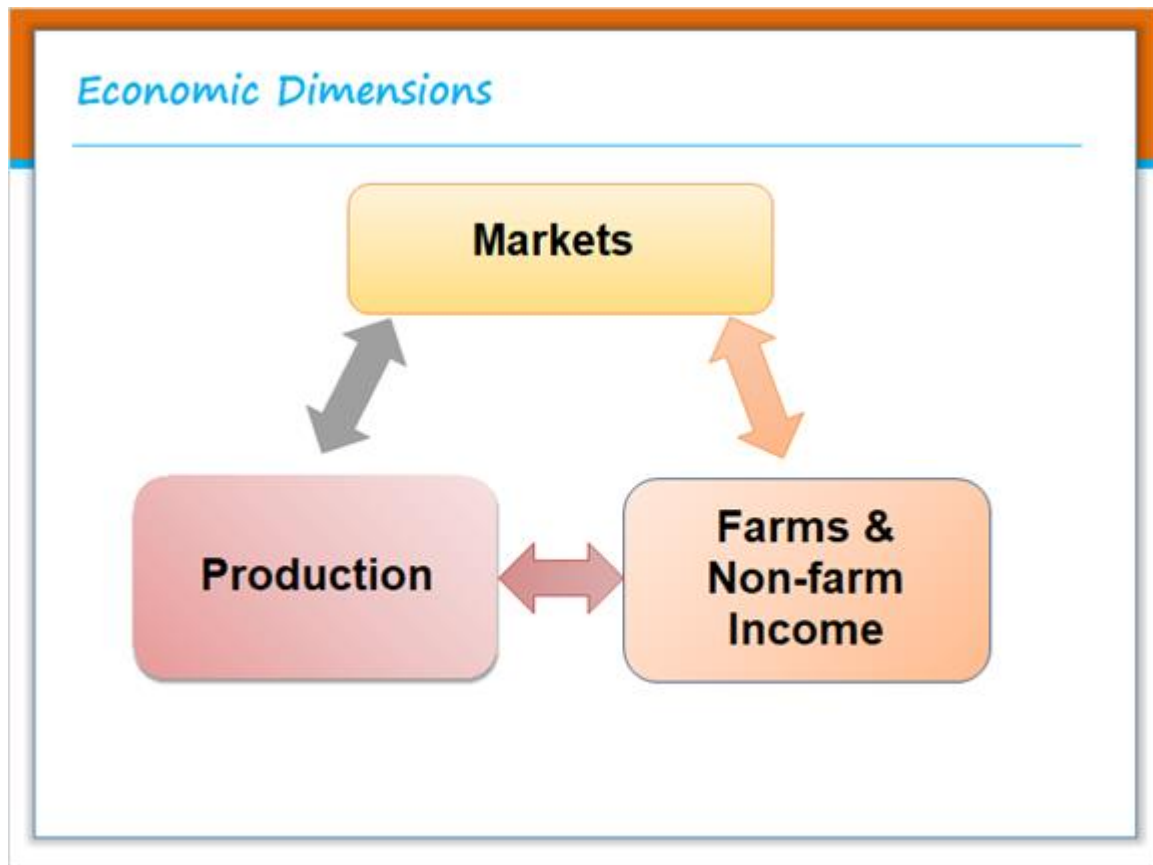 Economic Dimensions
Markets
Production
Farms &
Non-farm
Income